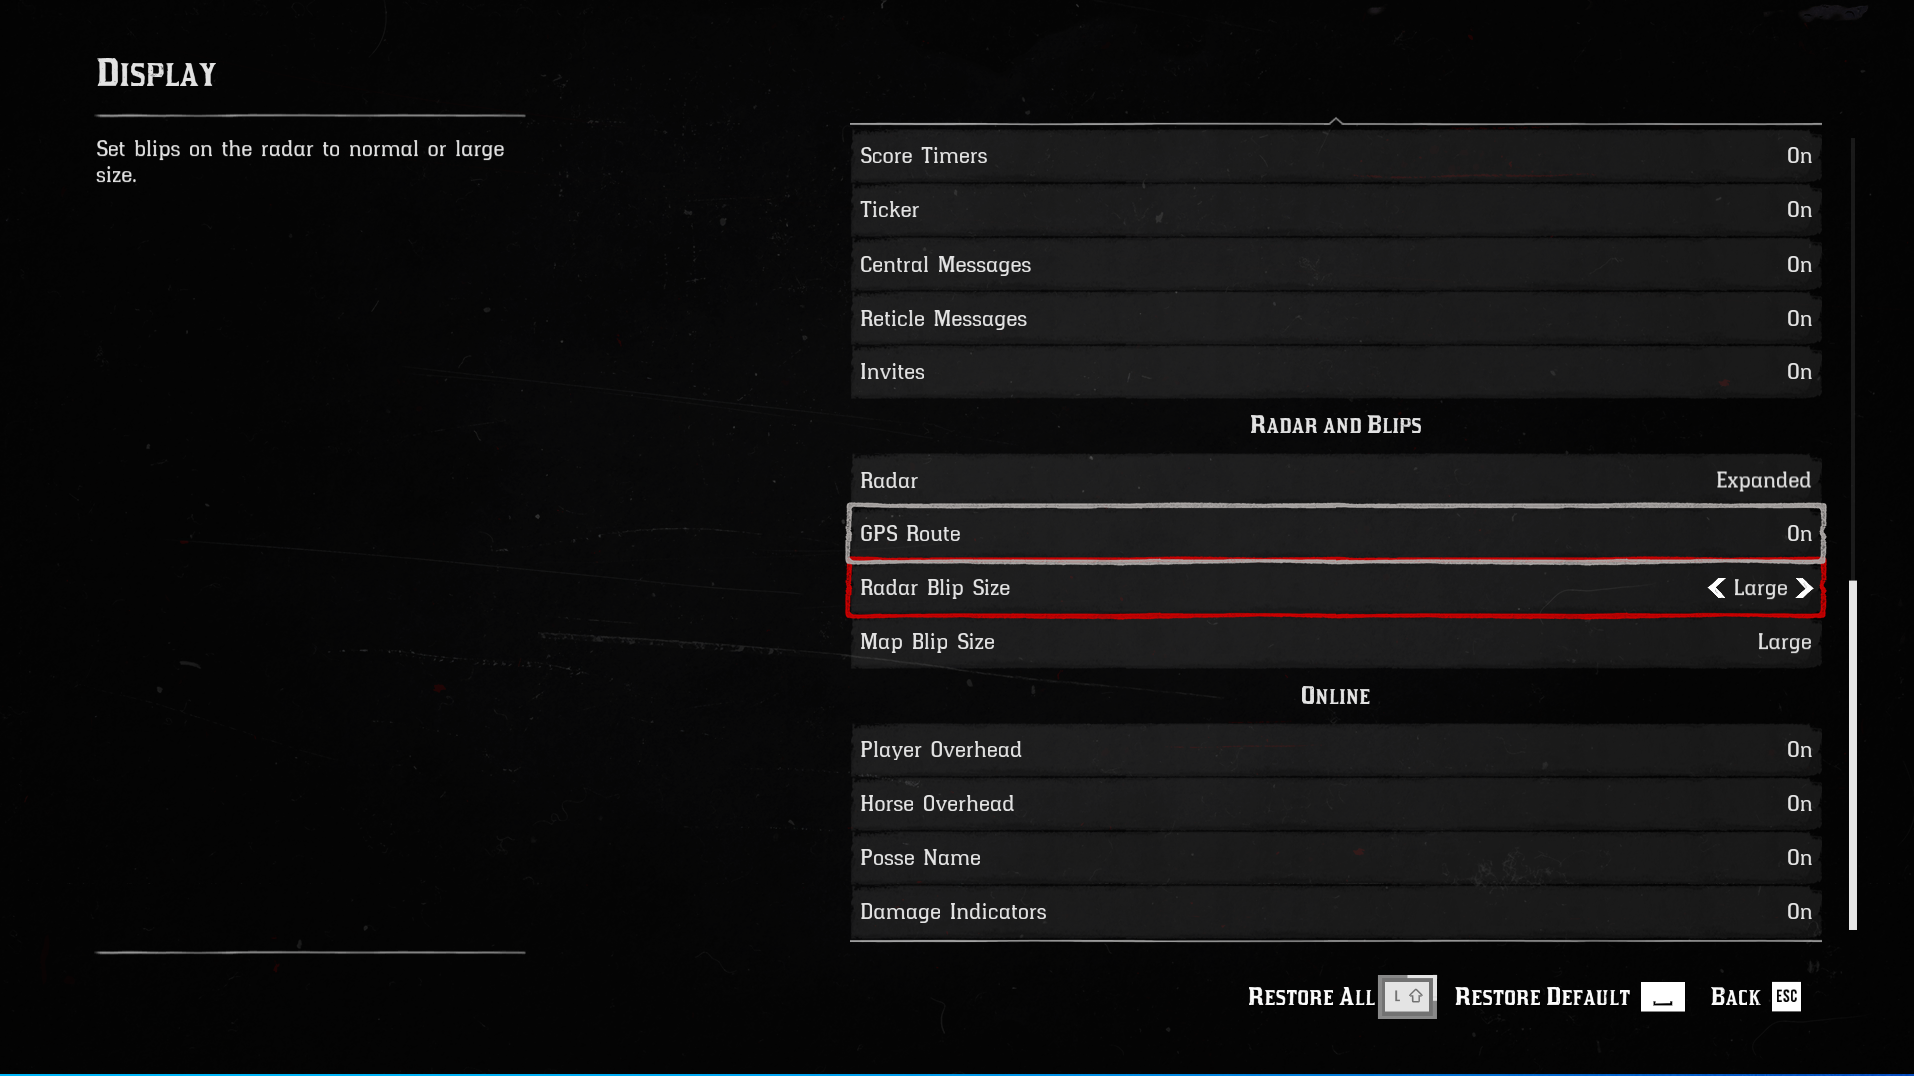 Display
Set blips on the radar to normal or large
size.
Score Timers On
Ticker On
Central Messages On
Reticle Messages On
Invites On
Radar and Blips
Radar Expanded
GPS Route On
Radar Blip Size Large
Map Blip Size Large
Online
Player Overhead On
Horse Overhead On
Posse Name On
Damage Indicators On
Restore All L Restore Default Back ESC